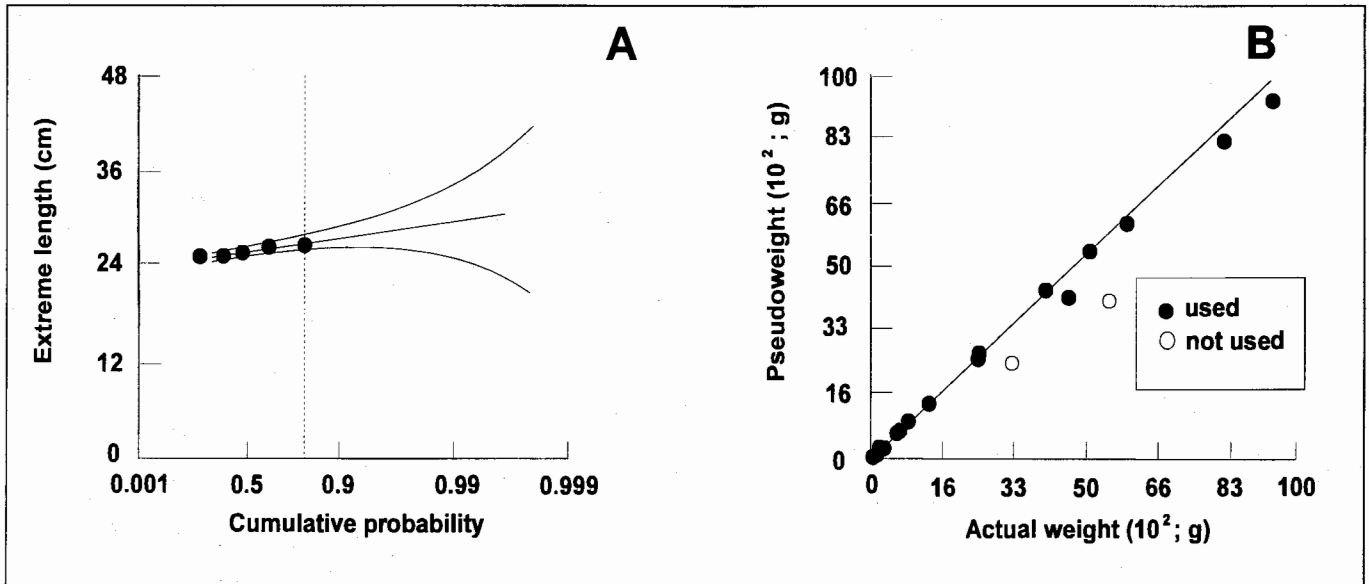 A
48
36
24
12
0
Extreme length (cm)
0.001 0.5 0.9 0.99 0.999
Cumulative probability
B
100
83
66
50
33
16
0
Pseudoweight (10²; g)
used
not used
0 16 33 50 66 83 100
Actual weight (10²; g)